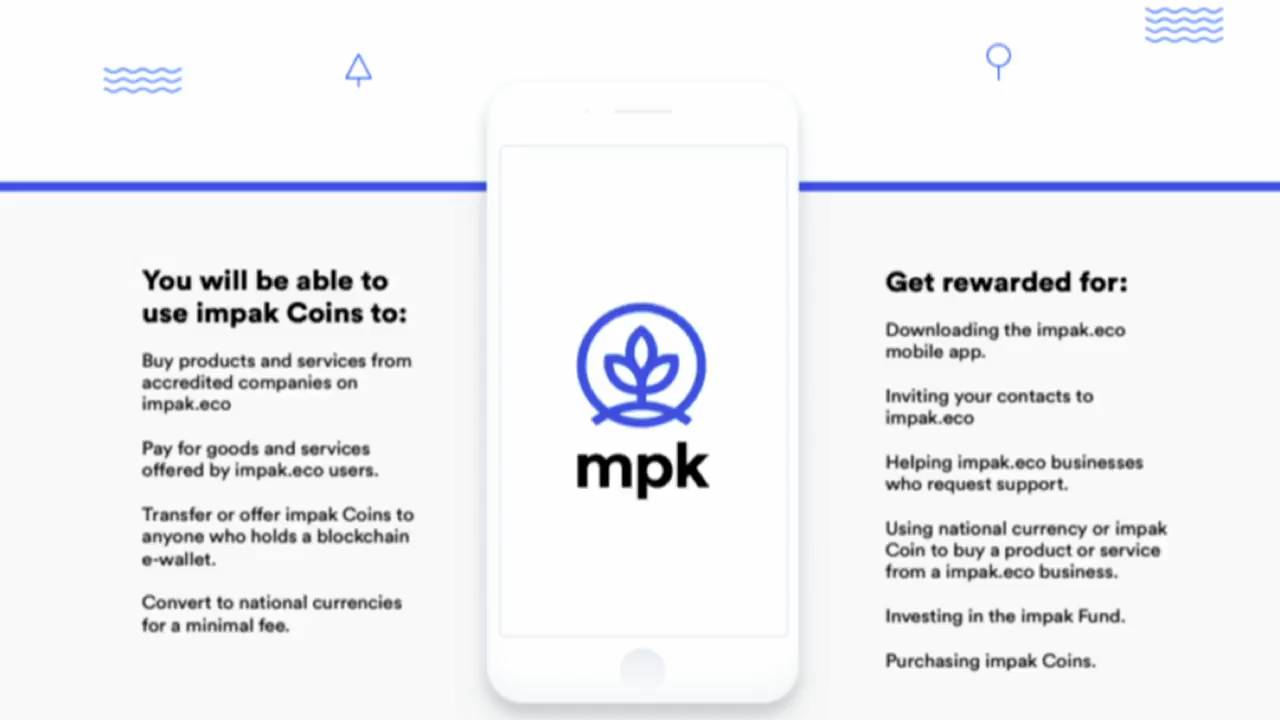 You will be able to
use impak Coins to:
Buy products and services from
accredited companies on
impak.eco
Pay for goods and services
offered by impak.eco users.
Transfer or offer impak Coins to
anyone who holds a blockchain
e-wallet.
Convert to national currencies
for a minimal fee.
mpk
Get rewarded for:
Downloading the impak.eco
mobile app.
Inviting your contacts to
impak.eco
Helping impak.eco businesses
who request support.
Using national currency or impak
Coin to buy a product or service
from a impak.eco business.
Investing in the impak Fund.
Purchasing impak Coins.